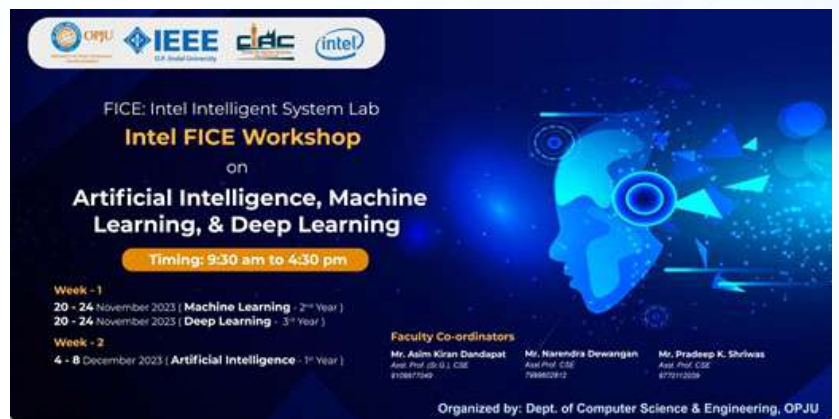 OPJU
IEEE
O.P. Jindal University
intel
FICE: Intel Intelligent System Lab
Intel FICE Workshop
on
Artificial Intelligence, Machine
Learning, & Deep Learning
Timing: 9:30 am to 4:30 pm
Week - 1
20 - 24 November 2023 ( Machine Learning - 2nd Year )
20 - 24 November 2023 ( Deep Learning - 3rd Year )
Week - 2
4 - 8 December 2023 ( Artificial Intelligence - 1st Year )
Faculty Co-ordinators
Mr. Asim Kiran Dandapat
Asst. Prof. (Sr.G.), CSE
Mr. Narendra Dewangan
Asst. Prof. CSE
Mr. Pradeep K. Shriwas
Asst. Prof. CSE
Organized by: Dept. of Computer Science & Engineering, OPJU